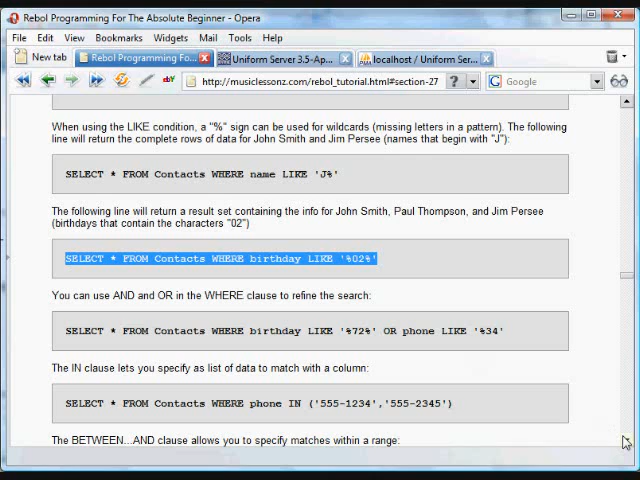 Rebol Programming For The Absolute Beginner - Opera
File Edit View Bookmarks Widgets Mail Tools Help
New tab Rebol Programming Fo... Uniform Server 3.5-Ap... localhost / Uniform Ser...
http://musiclessonz.com/rebol_tutorial.html#section-27 ? Google
When using the LIKE condition, a "%" sign can be used for wildcards (missing letters in a pattern). The following
line will return the complete rows of data for John Smith and Jim Persee (names that begin with "J"):
SELECT * FROM Contacts WHERE name LIKE 'J%'
The following line will return a result set containing the info for John Smith, Paul Thompson, and Jim Persee
(birthdays that contain the characters "02")
SELECT * FROM Contacts WHERE birthday LIKE '%02%'
You can use AND and OR in the WHERE clause to refine the search:
SELECT * FROM Contacts WHERE birthday LIKE '%72%' OR phone LIKE '%34'
The IN clause lets you specify as list of data to match with a column:
SELECT * FROM Contacts WHERE phone IN ('555-1234','555-2345')
The BETWEEN...AND clause allows you to specify matches within a range: